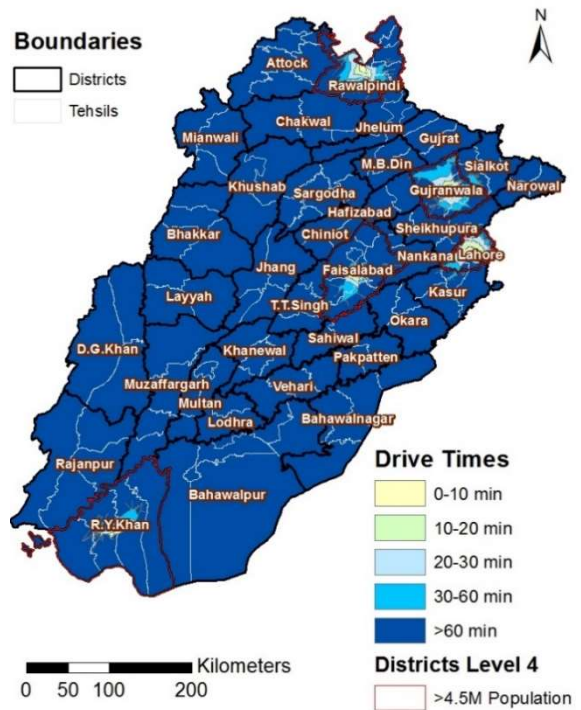 N
Boundaries
Districts
Tehsils
Attock
Rawalpindi
Chakwal
Jhelum
Mianwali
Gujrat
M.B.Din
Sialkot
Khushab
Sargodha
Gujranwala
Narowal
Hafizabad
Bhakkar
Chiniot
Sheikhupura
Jhang
Faisalabad
Nankana
Lahore
Layyah
T.T.Singh
Kasur
Okara
Sahiwal
D.G.Khan
Khanewal
Pakpatten
Muzaffargarh
Vehari
Multan
Lodhra
Bahawalnagar
Rajanpur
Bahawalpur
R.Y.Khan
Drive Times
0-10 min
10-20 min
20-30 min
30-60 min
>60 min
Districts Level 4
>4.5M Population
Kilometers
0 50 100 200